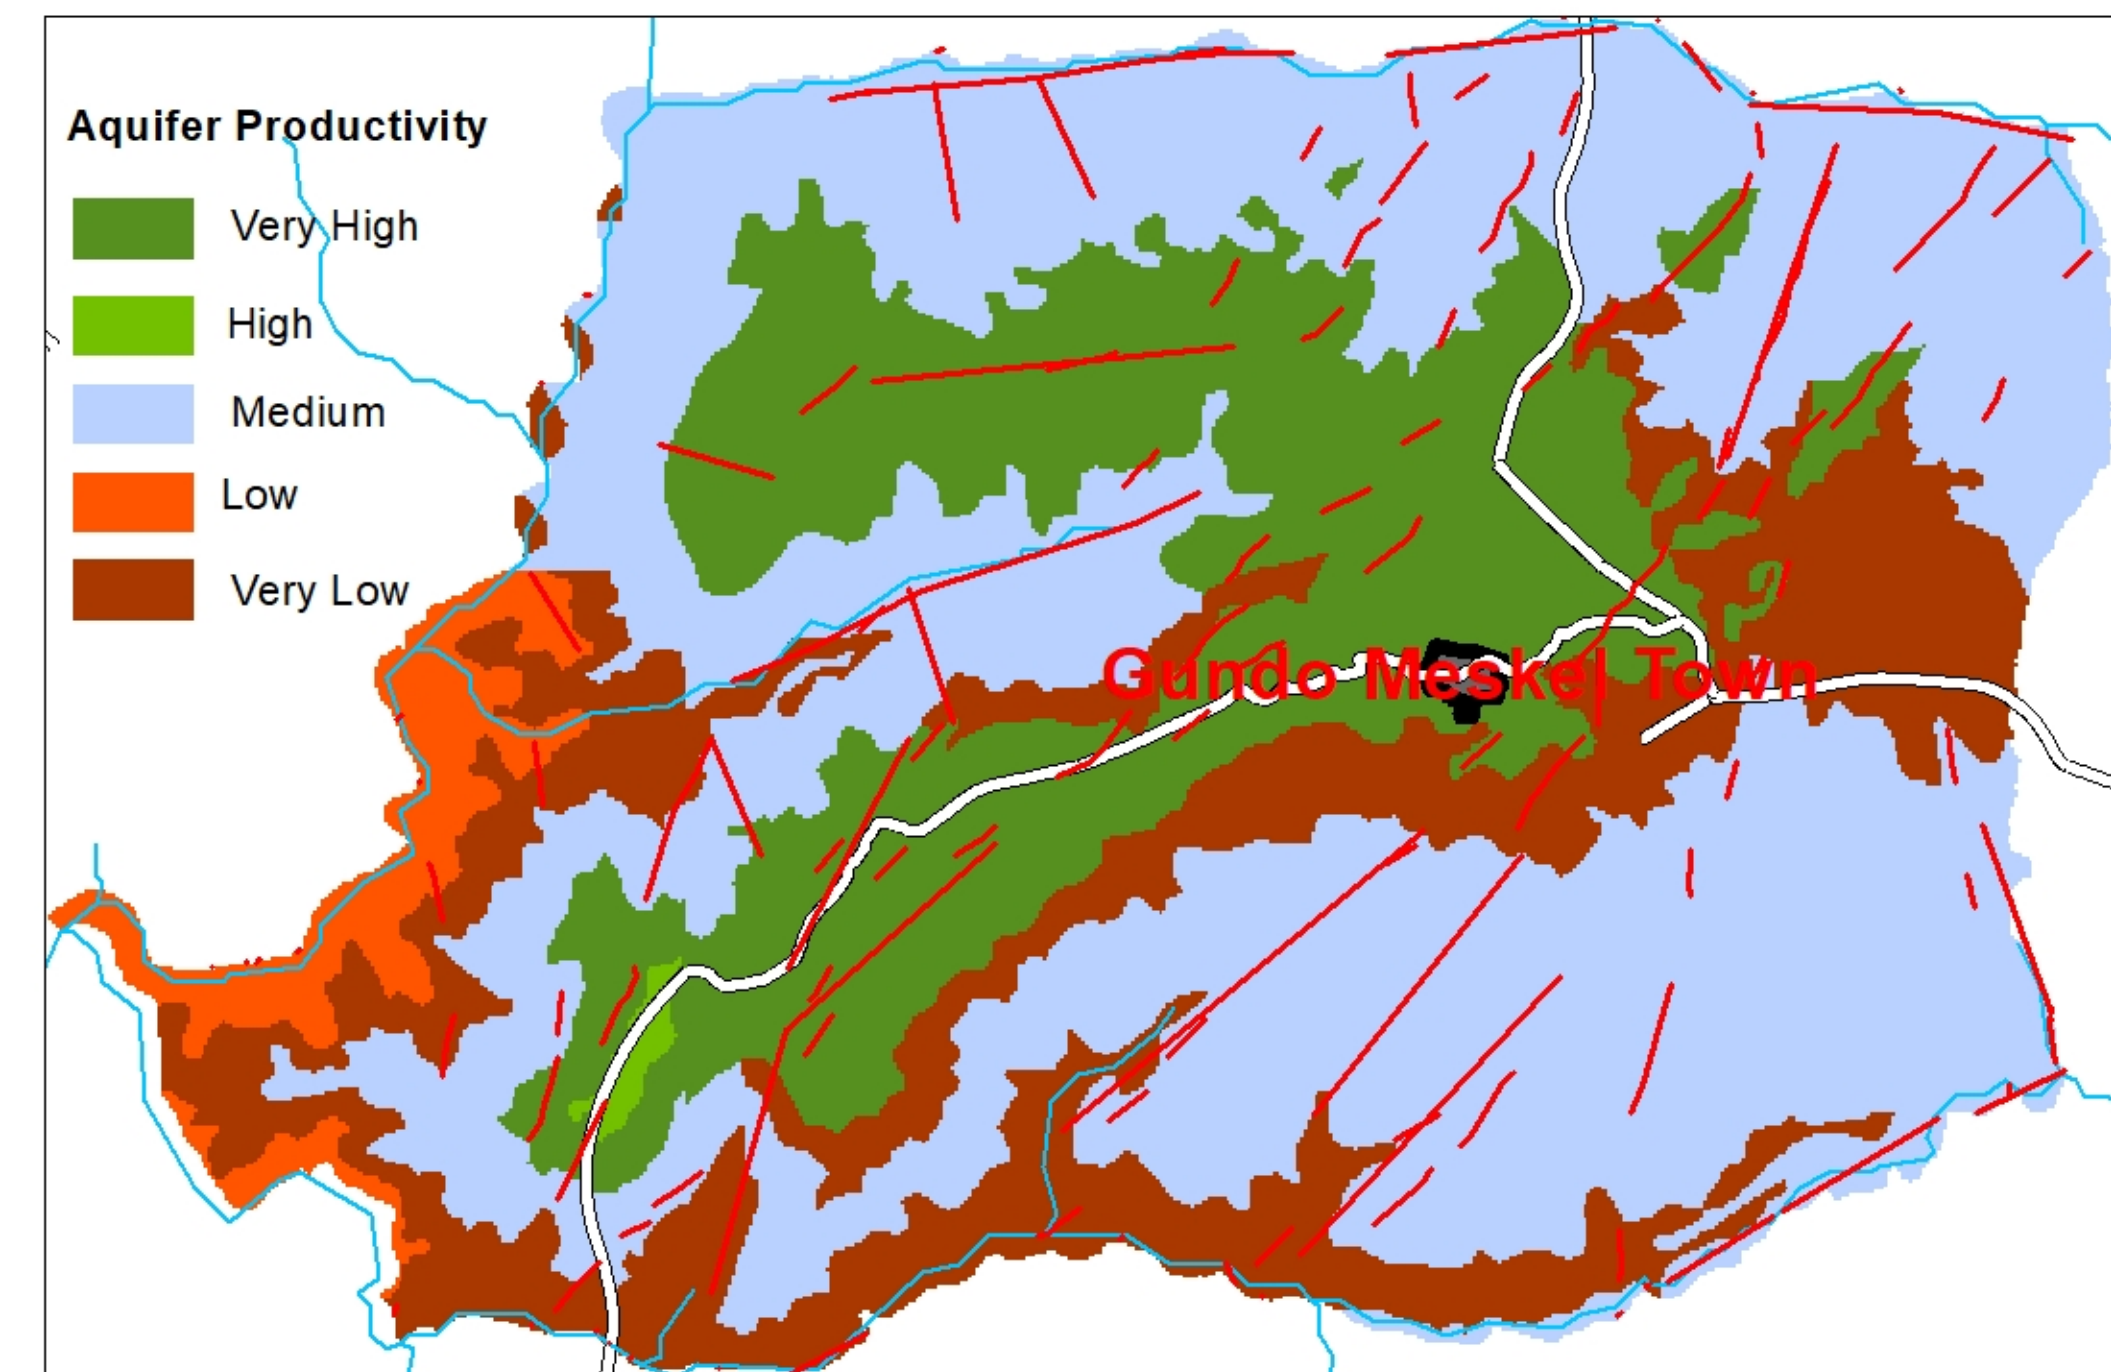 Aquifer Productivity
Very High
High
Medium
Low
Very Low
Gundo Meskel Town